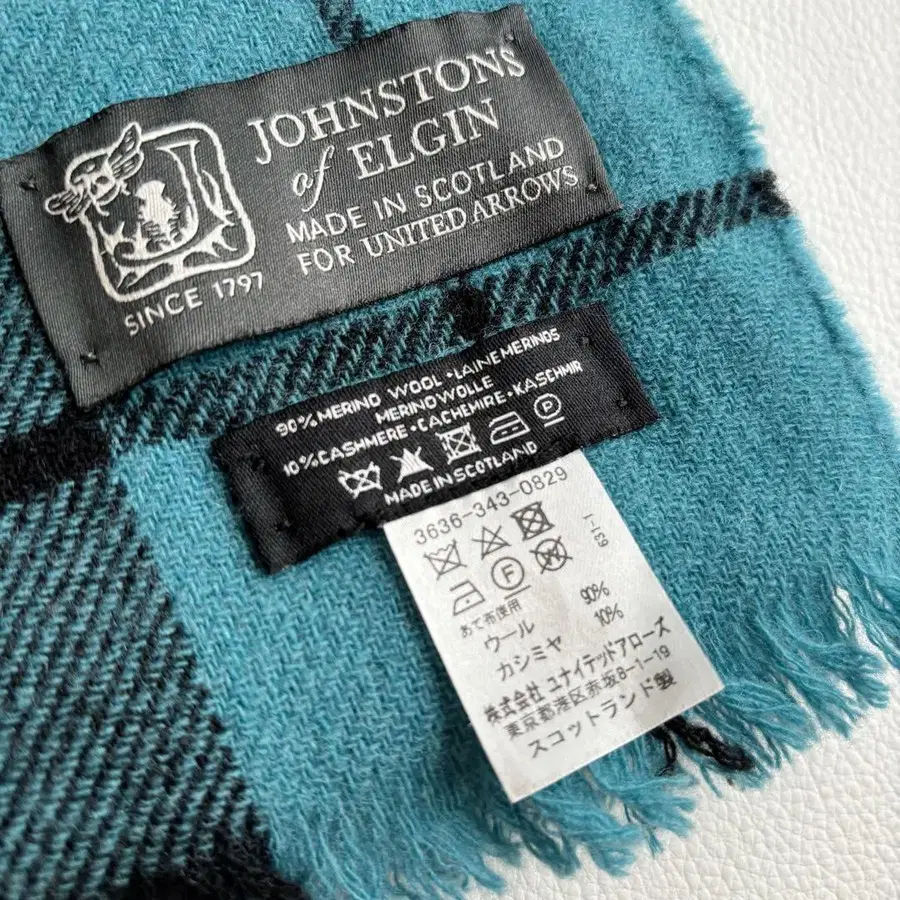 JOHNSTONS
of ELGIN
MADE IN SCOTLAND
FOR UNITED ARROWS
SINCE 1797
90% MERINO WOOL • LAINE MERINOS
MERINOWOLLE
10% CASHMERE • CACHEMIRE • KASCHMIR
P
MADE IN SCOTLAND
3636-343-0829
63-1
F
W
あて布使用
ウール 90%
カシミヤ 10%
株式会社 ユナイテッドアローズ
東京都港区赤坂8-1-19
スコットランド製